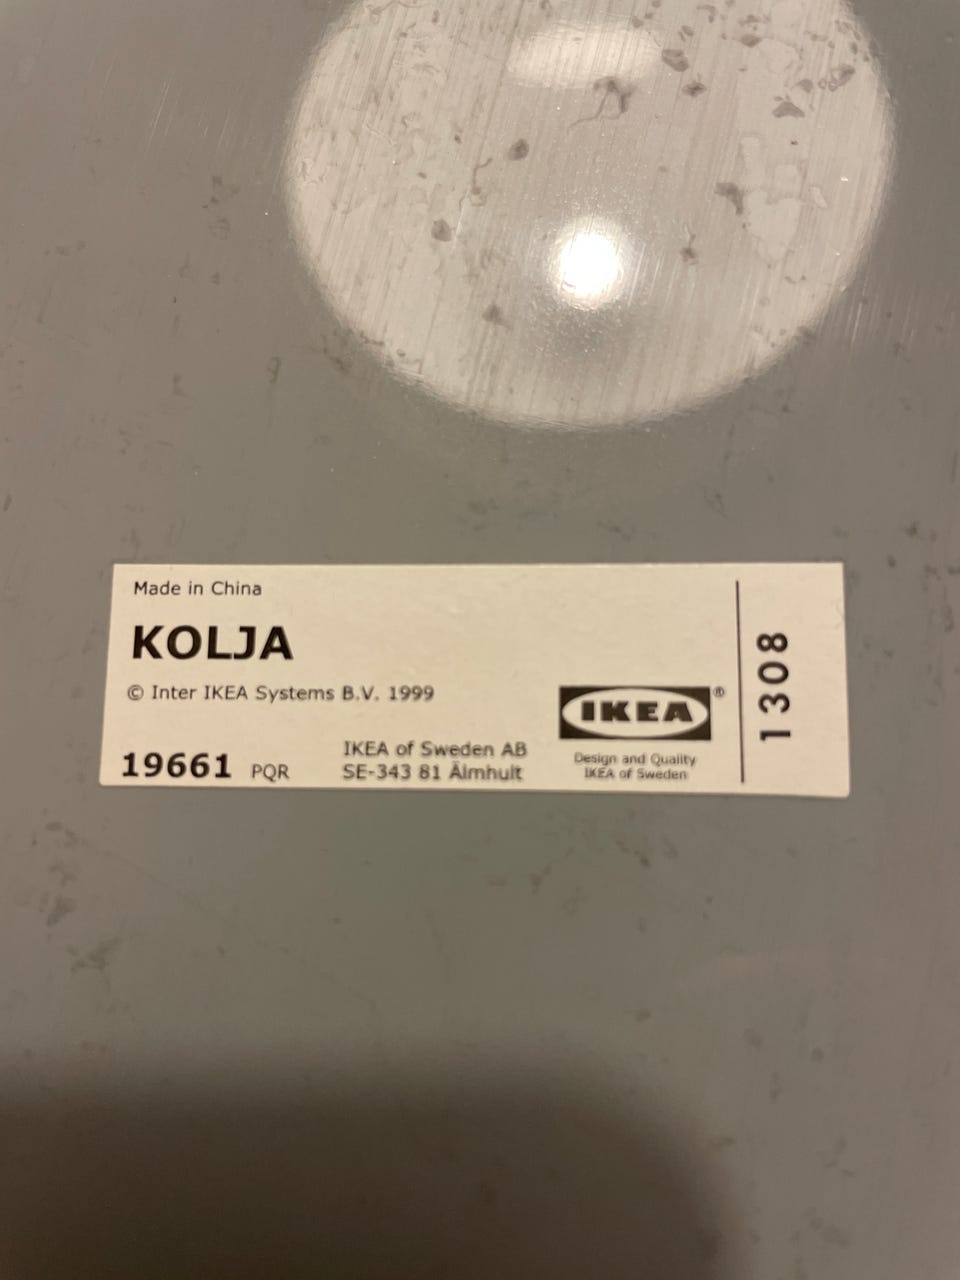 Made in China
KOLJA
© Inter IKEA Systems B.V. 1999
19661 PQR
IKEA of Sweden AB
SE-343 81 Älmhult
IKEA®
Design and Quality
IKEA of Sweden
1308